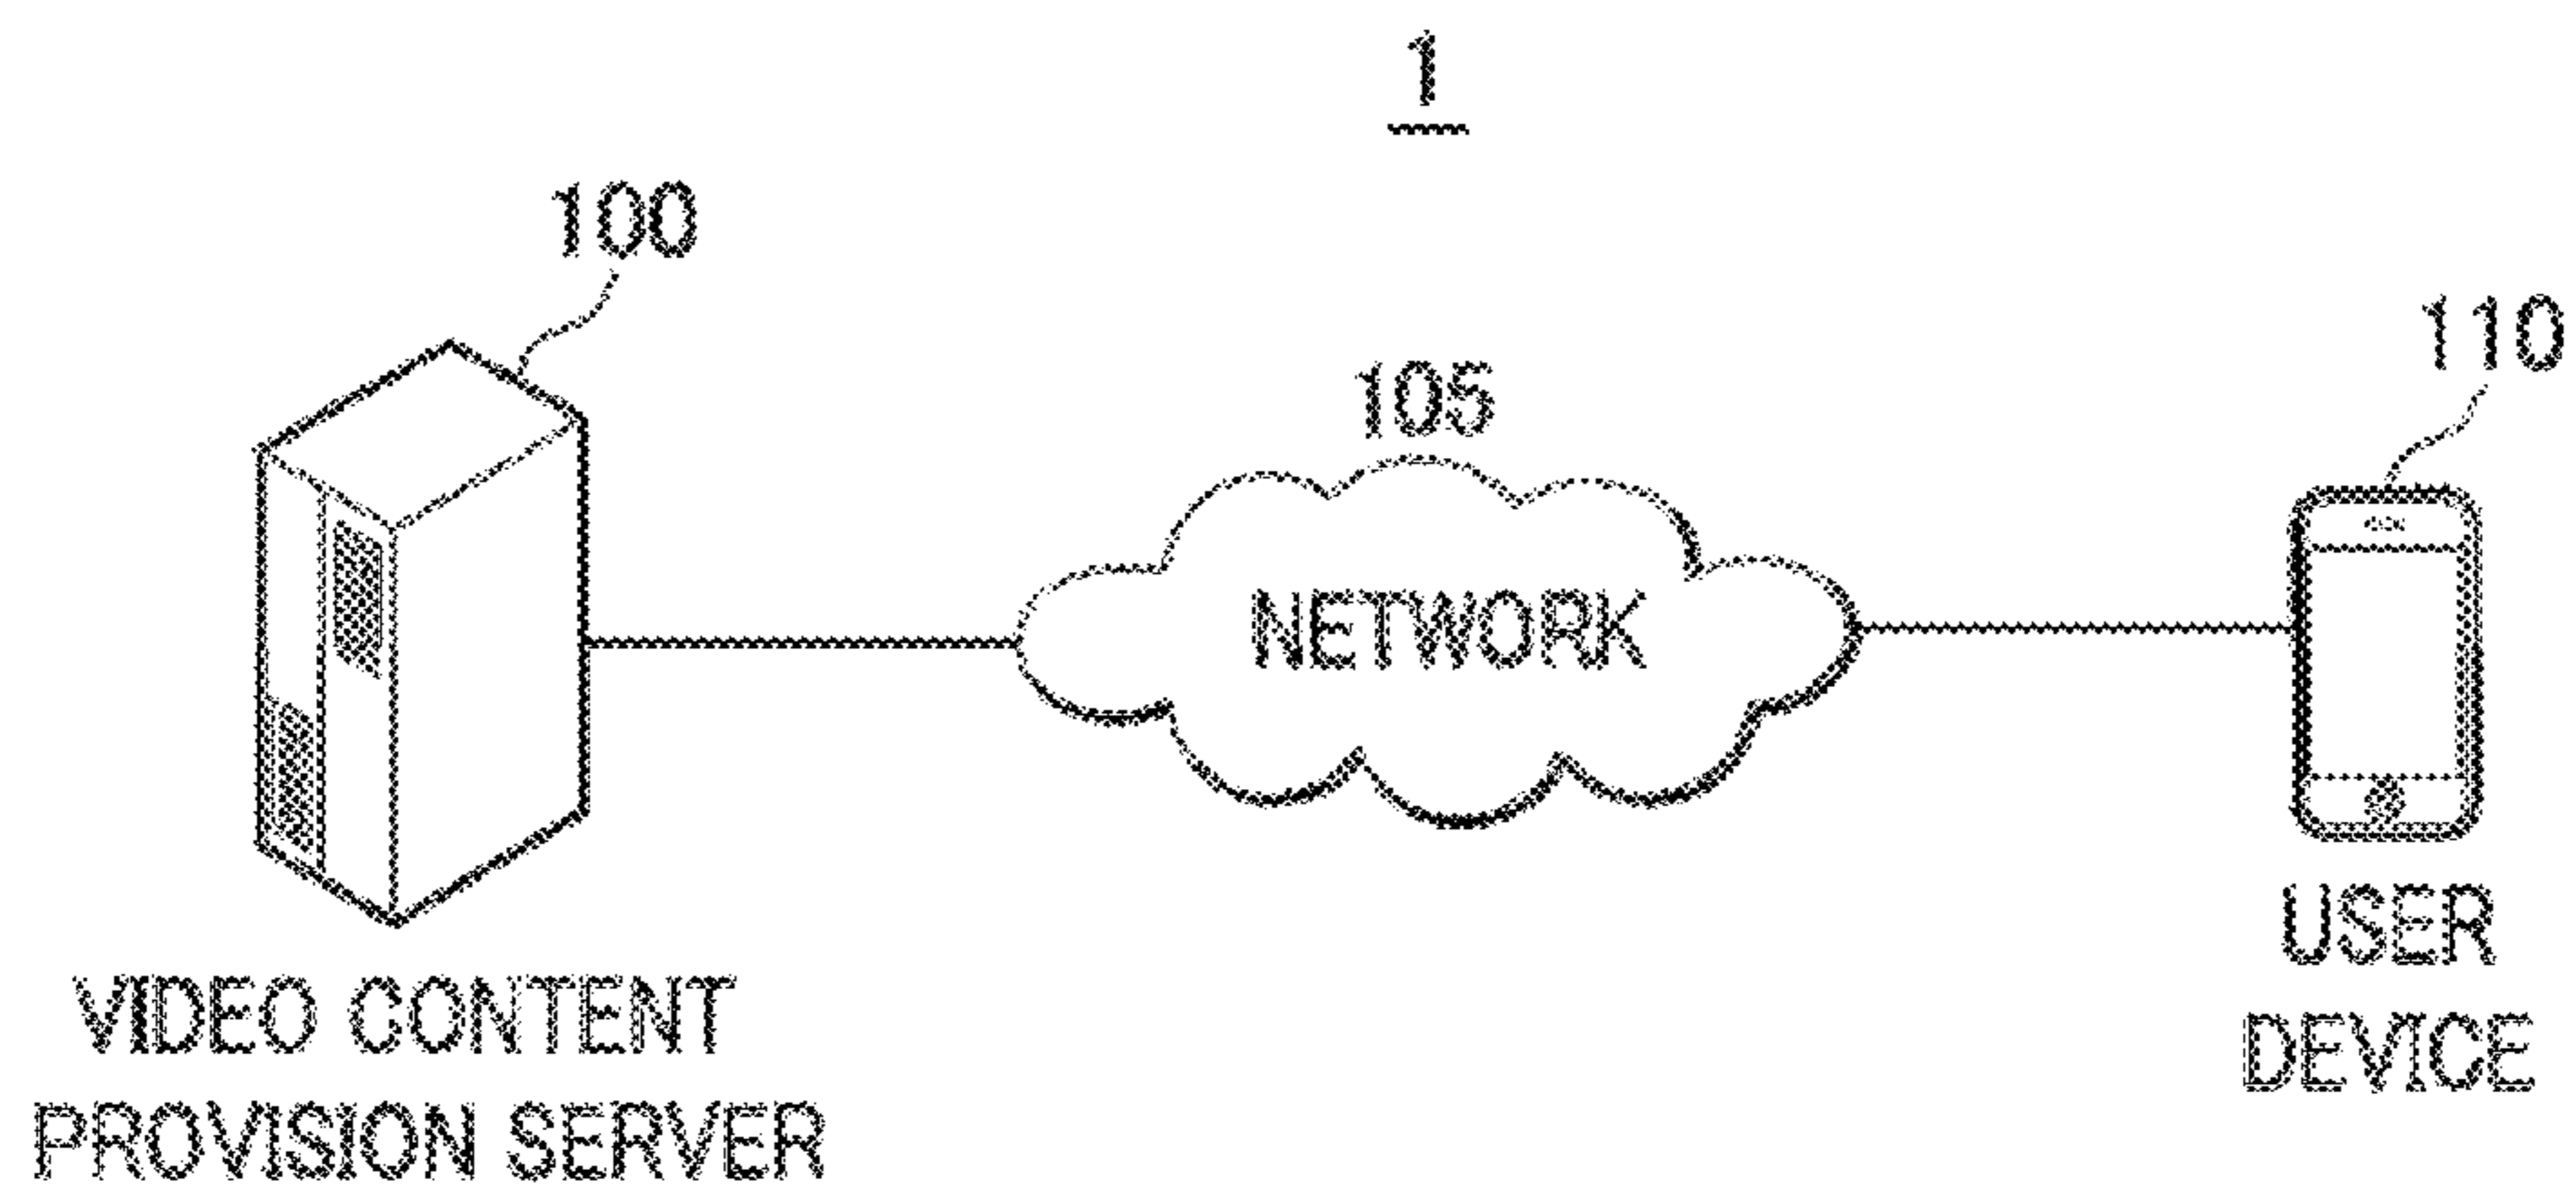 1
100
110
105
NETWORK
USER
DEVICE
VIDEO CONTENT
PROVISION SERVER